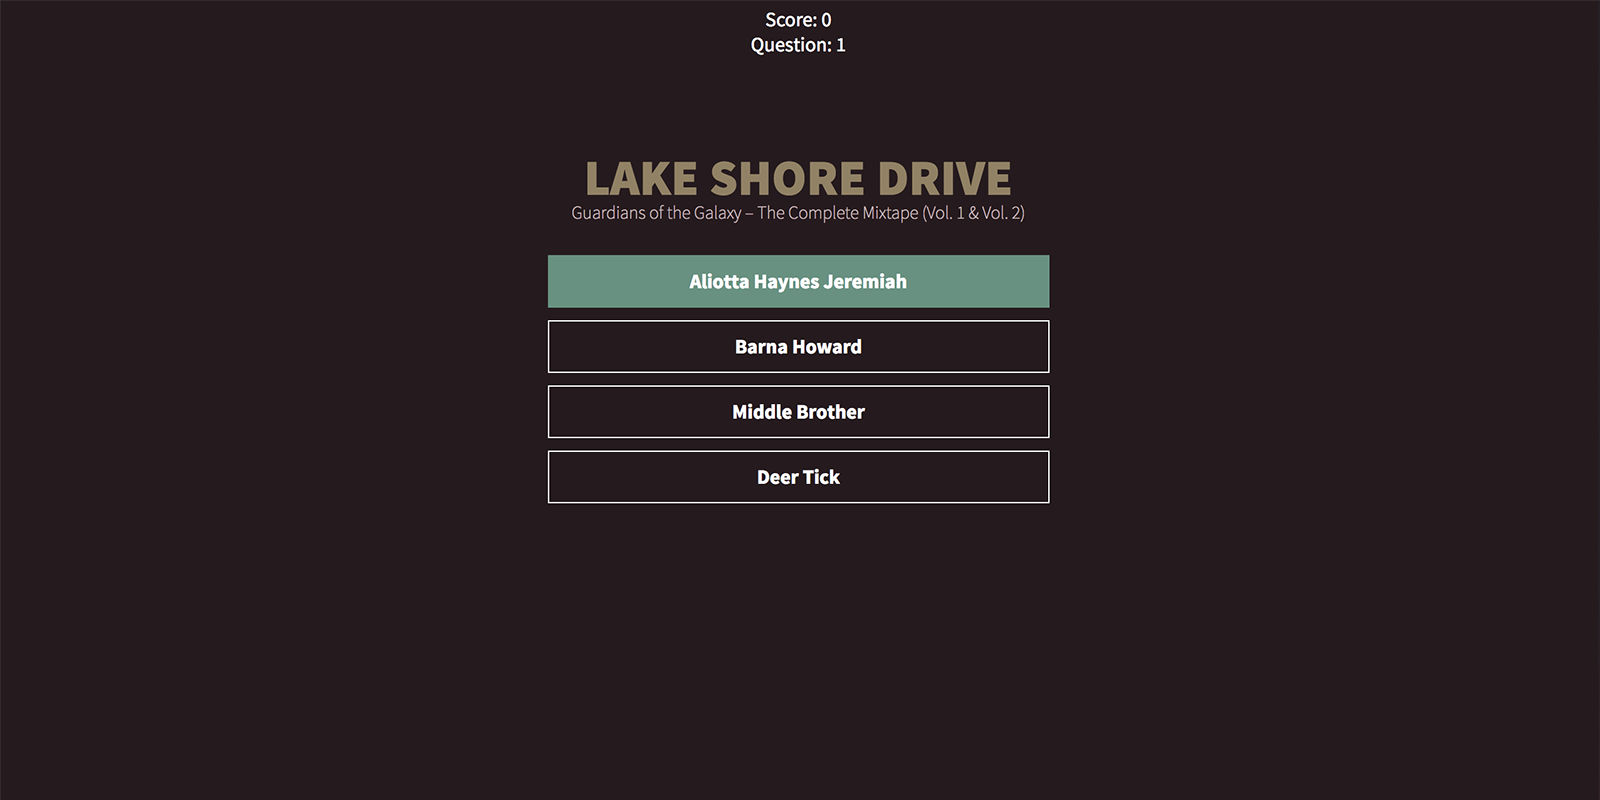 Score: 0
Question: 1
LAKE SHORE DRIVE
Guardians of the Galaxy – The Complete Mixtape (Vol. 1 & Vol. 2)
Aliotta Haynes Jeremiah
Barna Howard
Middle Brother
Deer Tick